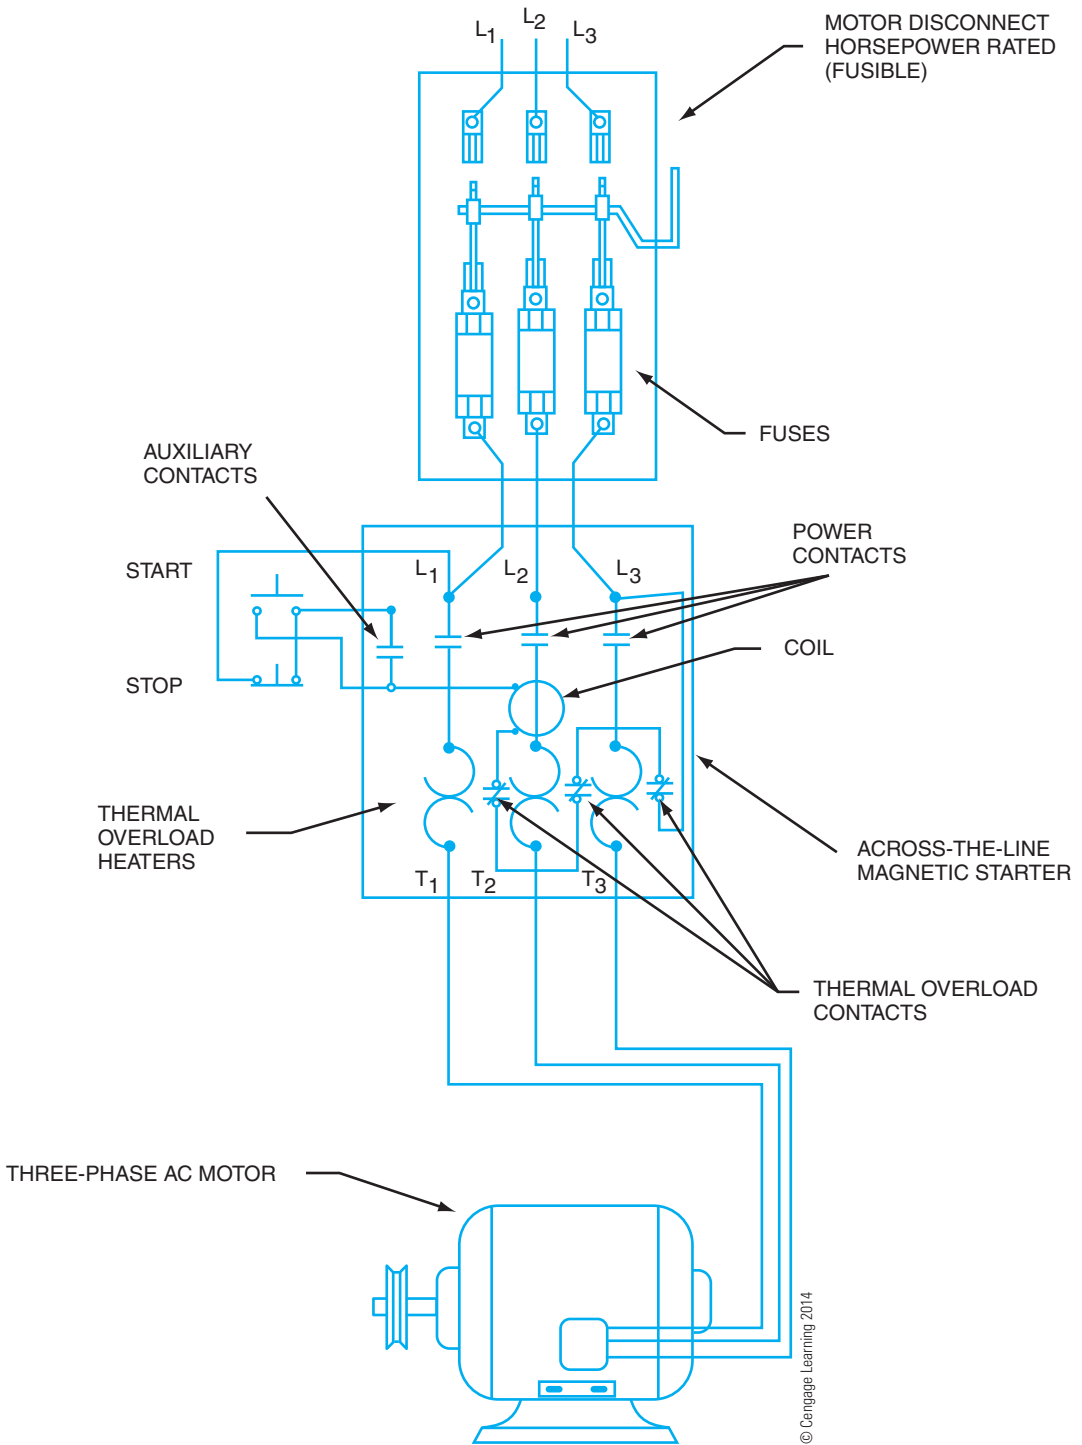 L1
L2
L3
MOTOR DISCONNECT
HORSEPOWER RATED
(FUSIBLE)
FUSES
AUXILIARY
CONTACTS
POWER
CONTACTS
START
L1
L2
L3
COIL
STOP
THERMAL
OVERLOAD
HEATERS
ACROSS-THE-LINE
MAGNETIC STARTER
T1
T2
T3
THERMAL OVERLOAD
CONTACTS
THREE-PHASE AC MOTOR
© Cengage Learning 2014